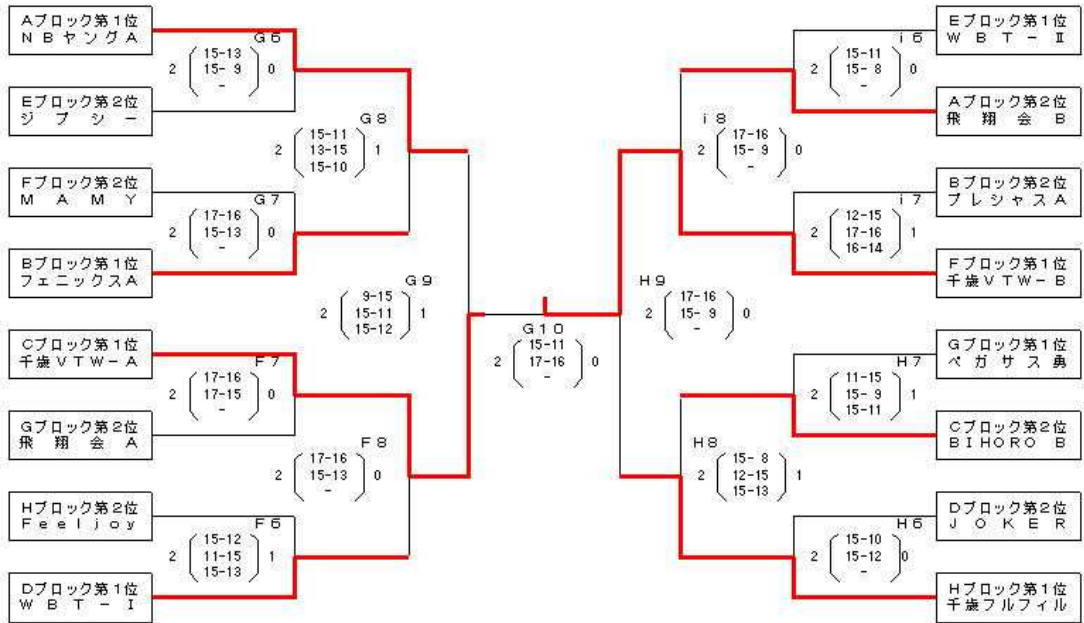 Aブロック第1位
NBヤングA
G6
15-13
2 15- 9 0
-
Eブロック第2位
ジプシー
G8
15-11
2 13-15 1
15-10
Fブロック第2位
MAMY
G7
17-16
2 15-13 0
-
Bブロック第1位
フェニックスA
G9
9-15
2 15-11 1
15-12
Cブロック第1位
千歳VTW-A
F7
17-16
2 17-15 0
-
Gブロック第2位
飛翔会A
F8
17-16
2 15-13 0
-
Hブロック第2位
Feeljoy
F6
15-12
2 11-15 1
15-13
Dブロック第1位
WBT-I
G10
15-11
2 17-16 0
-
Eブロック第1位
WBT-Ⅱ
i6
15-11
2 15- 8 0
-
Aブロック第2位
飛翔会B
i8
17-16
2 15- 9 0
-
Bブロック第2位
プレシャスA
i7
12-15
2 17-16 1
16-14
Fブロック第1位
千歳VTW-B
H9
17-16
2 15- 9 0
-
Gブロック第1位
ペガサス勇
H7
11-15
2 15- 9 1
15-11
Cブロック第2位
BIHORO B
H8
15- 8
2 12-15 1
15-13
Dブロック第2位
JOKER
H6
15-10
2 15-12 0
-
Hブロック第1位
千歳フルフィル